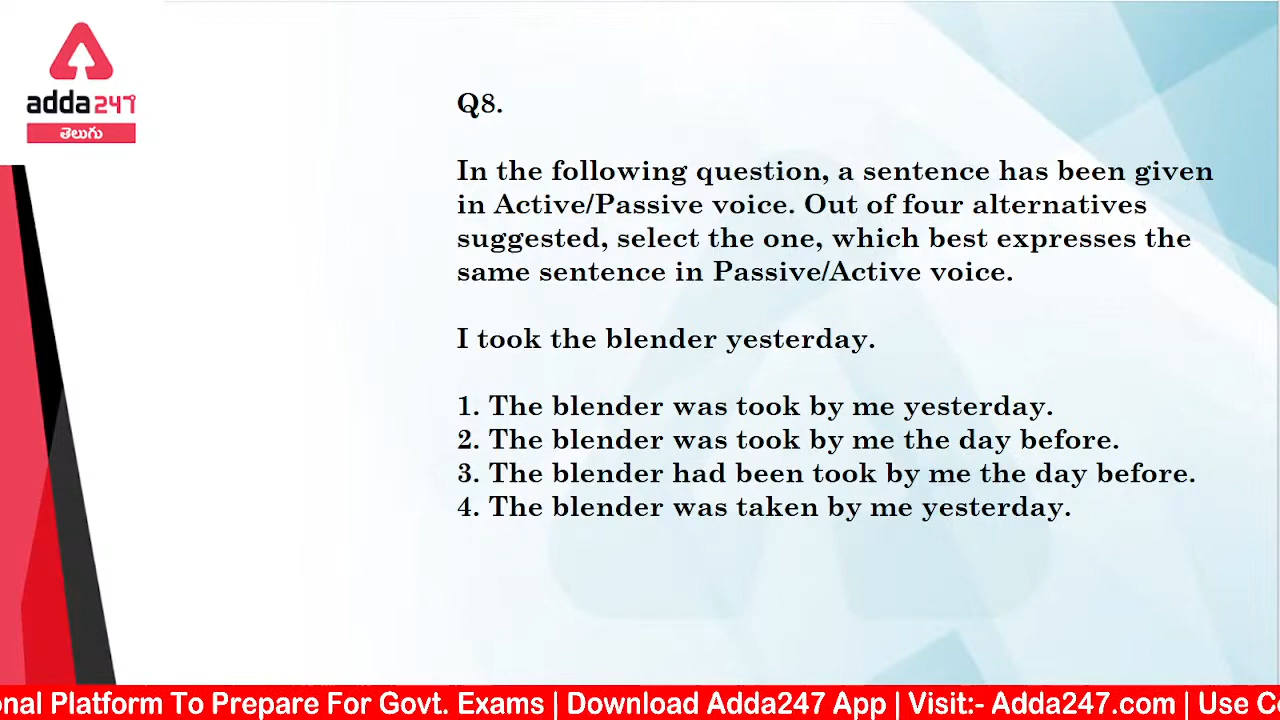 adda247
తెలుగు
Q8.
In the following question, a sentence has been given
in Active/Passive voice. Out of four alternatives
suggested, select the one, which best expresses the
same sentence in Passive/Active voice.
I took the blender yesterday.
1. The blender was took by me yesterday.
2. The blender was took by me the day before.
3. The blender had been took by me the day before.
4. The blender was taken by me yesterday.
onal Platform To Prepare For Govt. Exams | Download Adda247 App | Visit:- Adda247.com | Use C